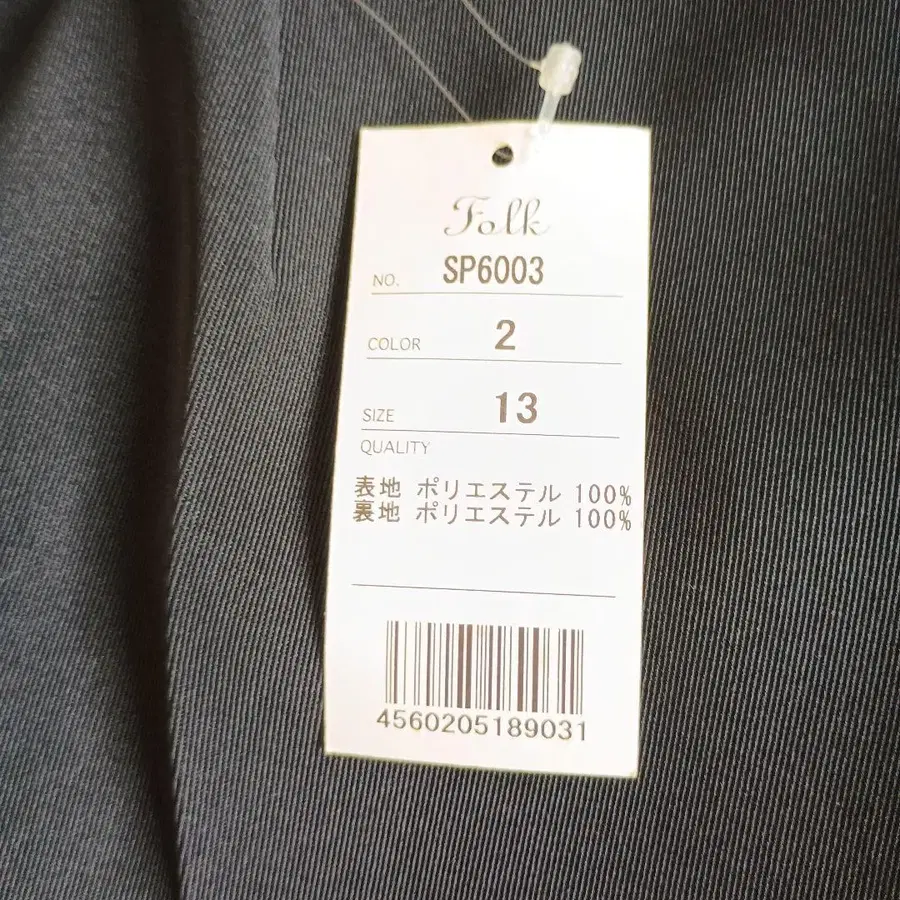 Folk
NO. SP6003
COLOR 2
SIZE 13
QUALITY
表地 ポリエステル 100%
裏地 ポリエステル 100%
4560205189031